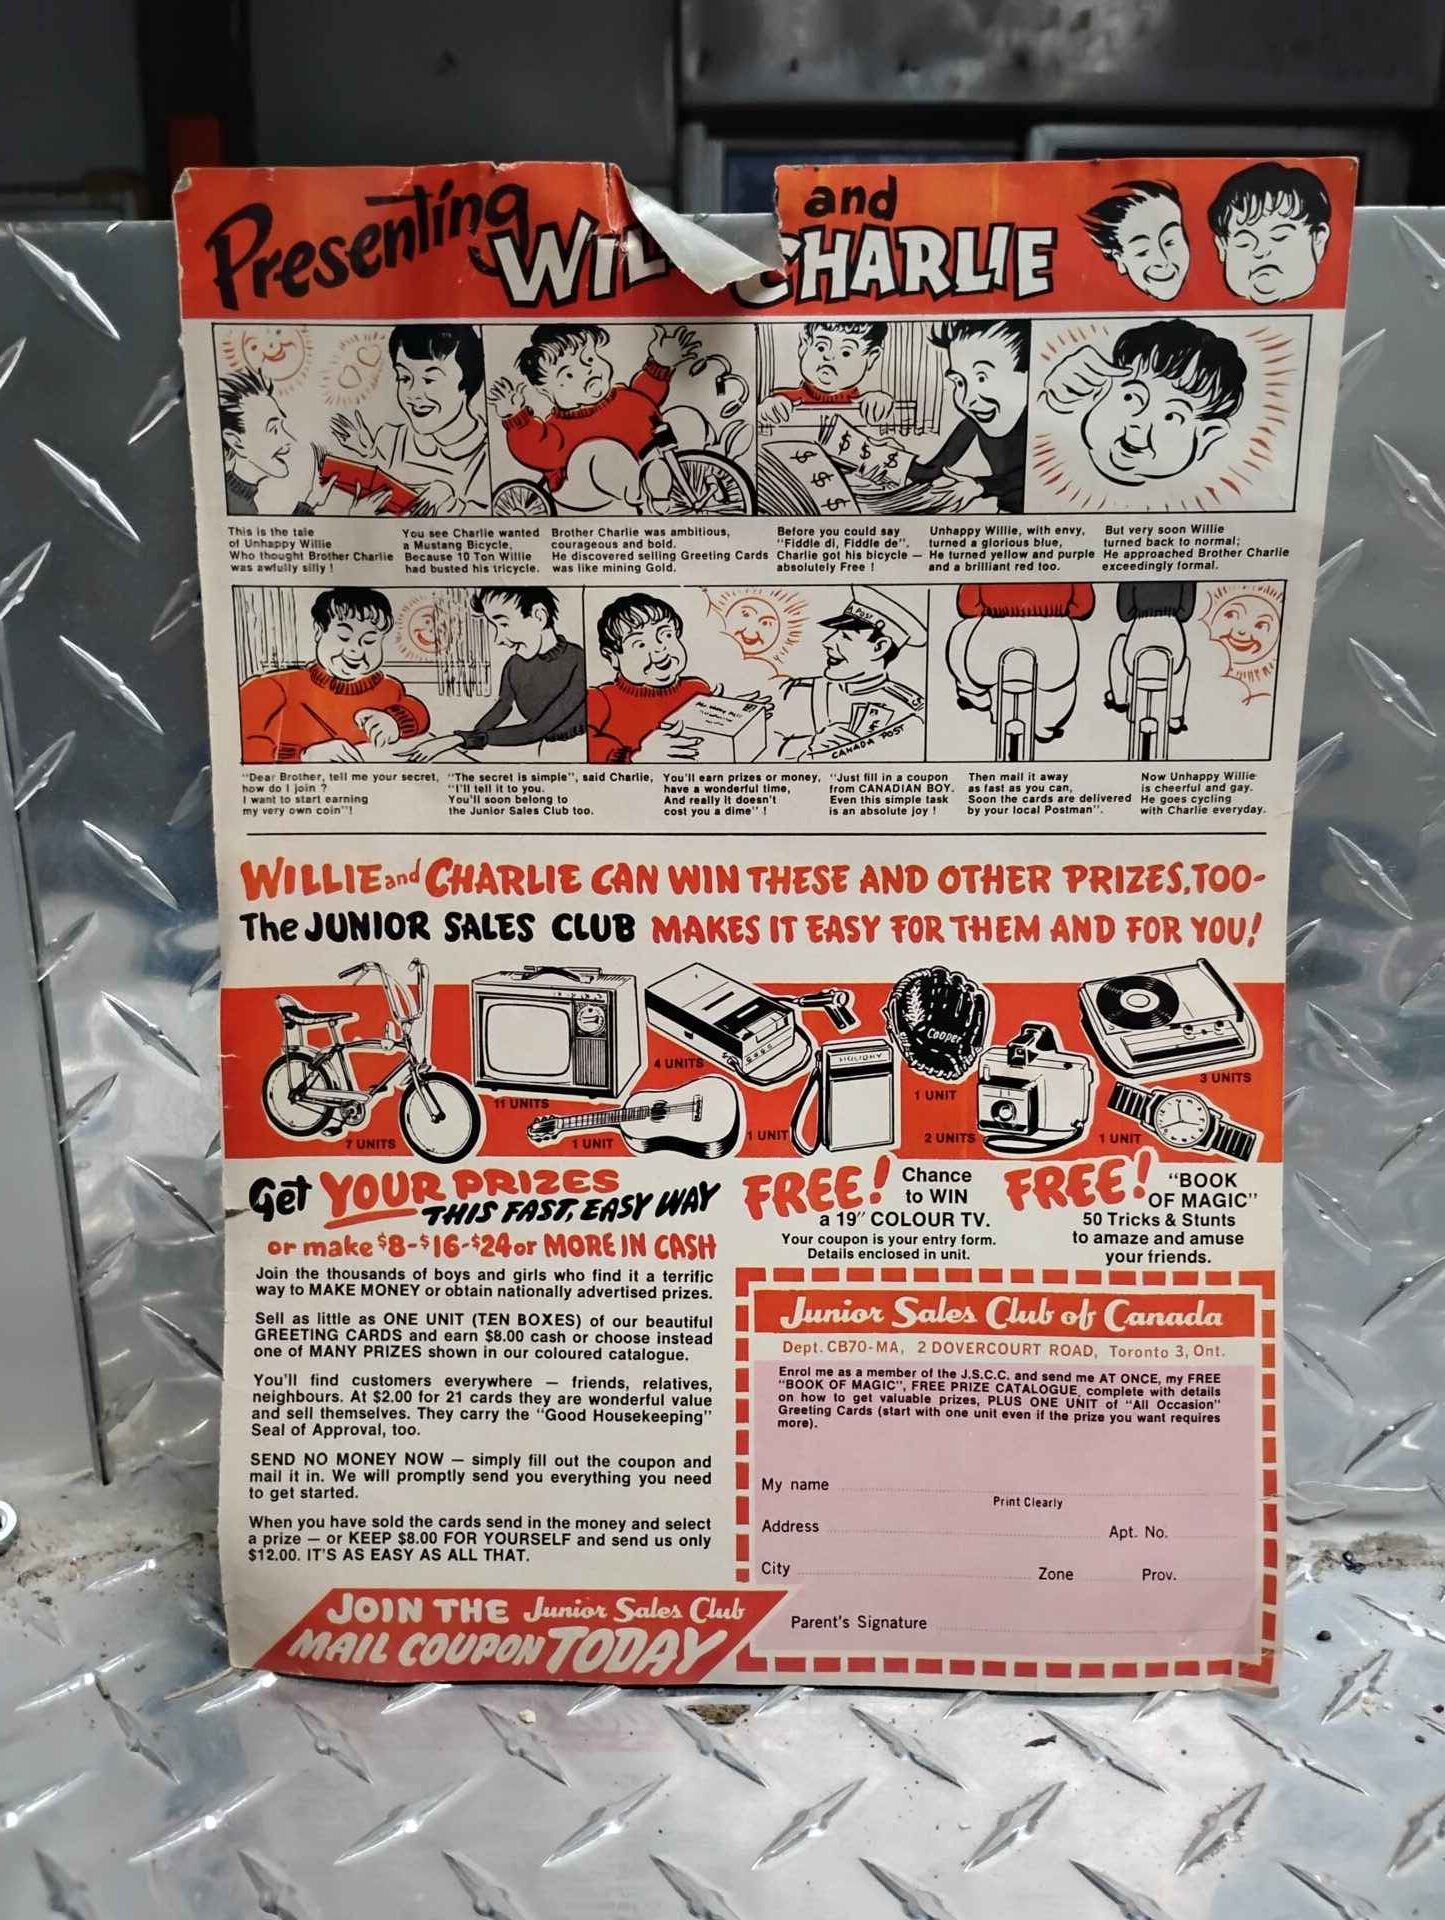 Presenting
WIL and
CHARLIE
This is the tale
of Unhappy Willie
Who thought Brother Charlie
was awfully silly !
You see Charlie wanted
a Mustang Bicycle,
Because 10 Ton Willie
had busted his tricycle.
Brother Charlie was ambitious,
courageous and bold.
He discovered selling Greeting Cards
was like mining Gold.
Before you could say
"Fiddle di, Fiddle de".
Charlie got his bicycle —
absolutely Free !
Unhappy Willie, with envy,
turned a glorious blue,
He turned yellow and purple
and a brilliant red too.
But very soon Willie
turned back to normal;
He approached Brother Charlie
exceedingly formal.
$ $ $
$ $ $
CANADA POST
"Dear Brother, tell me your secret,
how do I join ?
I want to start earning
my very own coin"!
"The secret is simple", said Charlie,
"I'll tell it to you.
You'll soon belong to
the Junior Sales Club too.
You'll earn prizes or money,
have a wonderful time,
And really it doesn't
cost you a dime" !
"Just fill in a coupon
from CANADIAN BOY.
Even this simple task
is an absolute joy !
Then mail it away
as fast as you can,
Soon the cards are delivered
by your local Postman".
Now Unhappy Willie
is cheerful and gay.
He goes cycling
with Charlie everyday.
WILLIE and CHARLIE CAN WIN THESE AND OTHER PRIZES, TOO-
The JUNIOR SALES CLUB MAKES IT EASY FOR THEM AND FOR YOU!
7 UNITS
11 UNITS
4 UNITS
1 UNIT
HOLIDAY
1 UNIT
Cooper
1 UNIT
2 UNITS
3 UNITS
1 UNIT
Get YOUR PRIZES
THIS FAST, EASY WAY
or make $8-$16-$24 or MORE IN CASH
Join the thousands of boys and girls who find it a terrific
way to MAKE MONEY or obtain nationally advertised prizes.
Sell as little as ONE UNIT (TEN BOXES) of our beautiful
GREETING CARDS and earn $8.00 cash or choose instead
one of MANY PRIZES shown in our coloured catalogue.
You'll find customers everywhere — friends, relatives,
neighbours. At $2.00 for 21 cards they are wonderful value
and sell themselves. They carry the "Good Housekeeping"
Seal of Approval, too.
SEND NO MONEY NOW — simply fill out the coupon and
mail it in. We will promptly send you everything you need
to get started.
When you have sold the cards send in the money and select
a prize — or KEEP $8.00 FOR YOURSELF and send us only
$12.00. IT'S AS EASY AS ALL THAT.
JOIN THE Junior Sales Club
MAIL COUPON TODAY
FREE! Chance
to WIN
a 19" COLOUR TV.
Your coupon is your entry form.
Details enclosed in unit.
FREE! "BOOK
OF MAGIC"
50 Tricks & Stunts
to amaze and amuse
your friends.
Junior Sales Club of Canada
Dept. CB70-MA, 2 DOVERCOURT ROAD, Toronto 3, Ont.
Enrol me as a member of the J.S.C.C. and send me AT ONCE, my FREE
"BOOK OF MAGIC", FREE PRIZE CATALOGUE, complete with details
on how to get valuable prizes, PLUS ONE UNIT of "All Occasion"
Greeting Cards (start with one unit even if the prize you want requires
more).
My name
Print Clearly
Address Apt. No.
City Zone Prov.
Parent's Signature